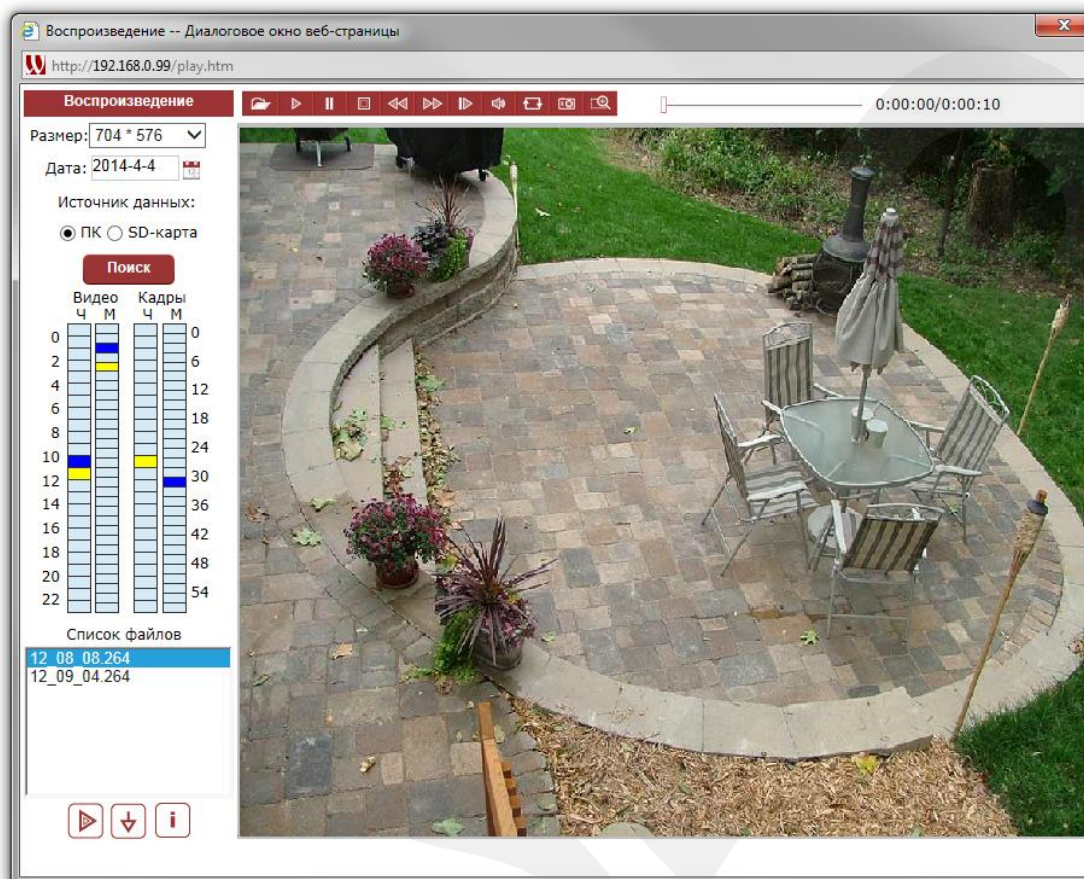 Воспроизведение -- Диалоговое окно веб-страницы
http://192.168.0.99/play.htm
Воспроизведение
0:00:00/0:00:10
Размер: 704 * 576
Дата: 2014-4-4
Источник данных:
ПК SD-карта
Поиск
Видео Кадры
Ч М Ч М
0 0
2 6
4 12
6 18
8 24
10 30
12 36
14 42
16 48
18 54
20
22
Список файлов
12_08_08.264
12_09_04.264
i